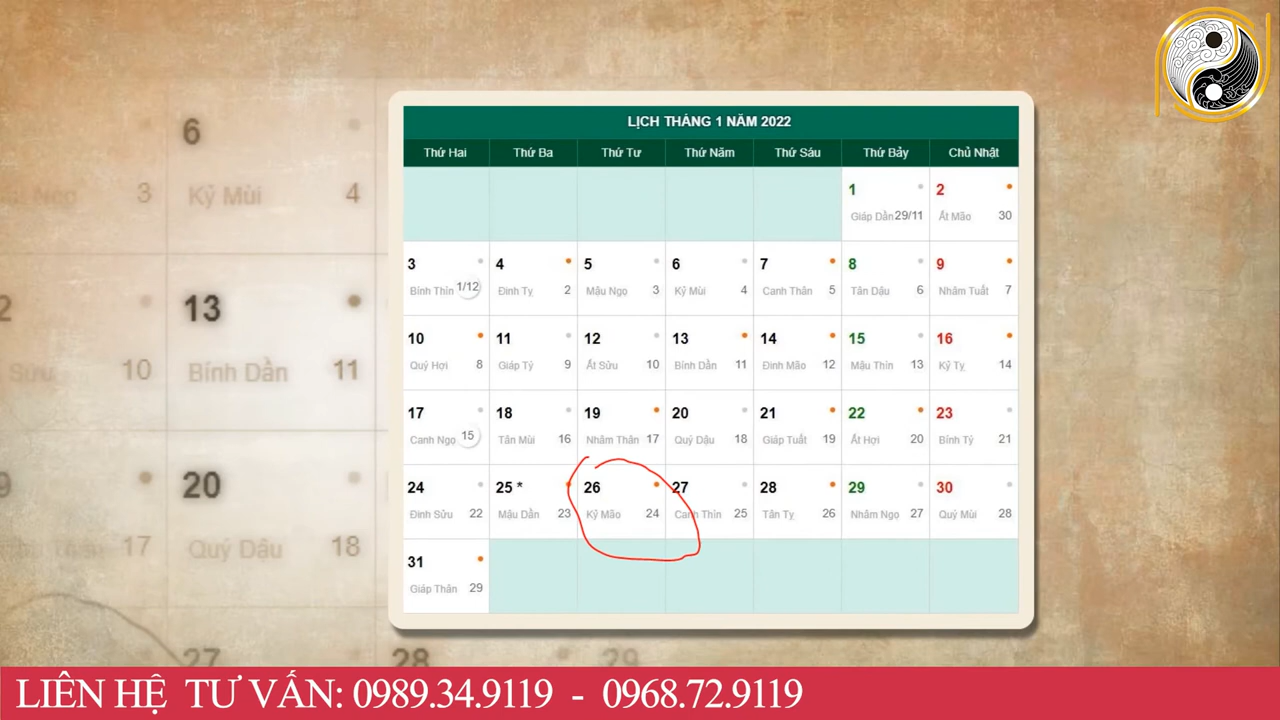 LỊCH THÁNG 1 NĂM 2022
Thứ Hai Thứ Ba Thứ Tư Thứ Năm Thứ Sáu Thứ Bảy Chủ Nhật
1 2
Giáp Dần 29/11 Ất Mão 30
3 4 5 6 7 8 9
Bính Thìn 1/12 Đinh Tỵ 2 Mậu Ngọ 3 Kỷ Mùi 4 Canh Thân 5 Tân Dậu 6 Nhâm Tuất 7
10 11 12 13 14 15 16
Quý Hợi 8 Giáp Tý 9 Ất Sửu 10 Bính Dần 11 Đinh Mão 12 Mậu Thìn 13 Kỷ Tỵ 14
17 18 19 20 21 22 23
Canh Ngọ 15 Tân Mùi 16 Nhâm Thân 17 Quý Dậu 18 Giáp Tuất 19 Ất Hợi 20 Bính Tý 21
24 25 * 26 27 28 29 30
Đinh Sửu 22 Mậu Dần 23 Kỷ Mão 24 Canh Thìn 25 Tân Tỵ 26 Nhâm Ngọ 27 Quý Mùi 28
31
Giáp Thân 29
6
3 Kỷ Mùi 4
13
10 Bính Dần 11
20
17 Quý Dậu 18
27 28 29
LIÊN HỆ TƯ VẤN: 0989.34.9119 - 0968.72.9119